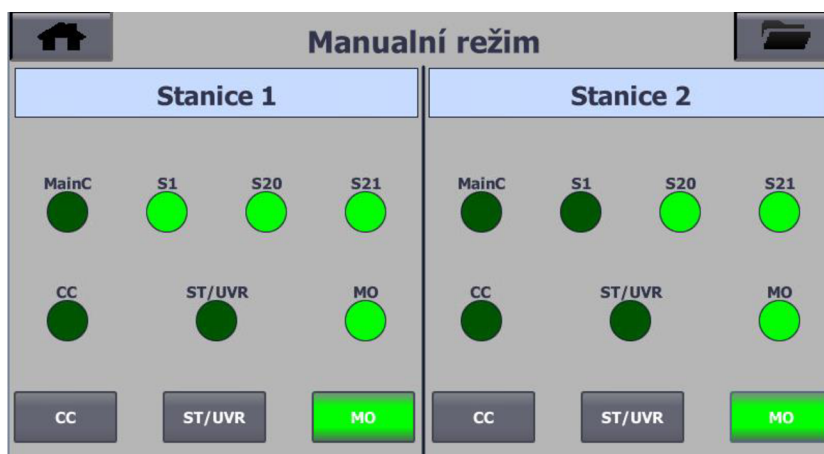 Manualní režim
Stanice 1
Stanice 2
MainC S1 S20 S21
MainC S1 S20 S21
CC ST/UVR MO
CC ST/UVR MO
CC ST/UVR MO
CC ST/UVR MO